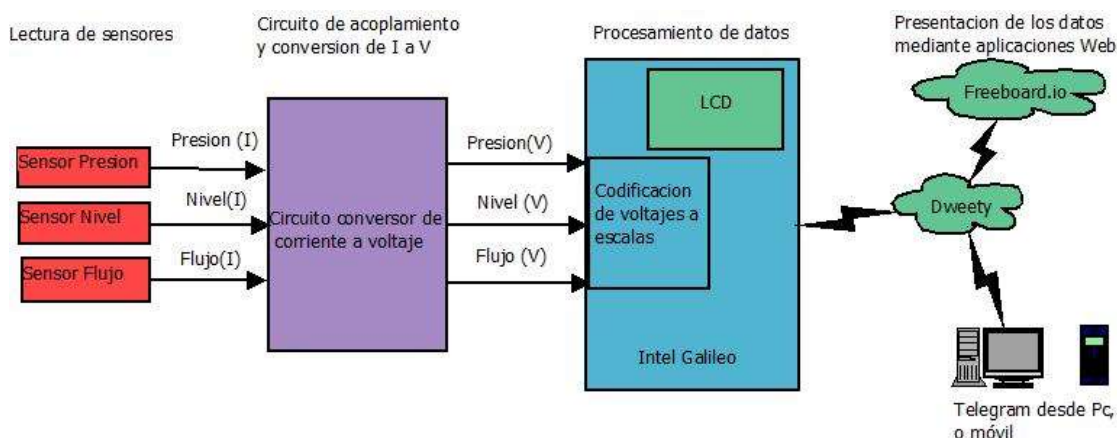 Lectura de sensores
Circuito de acoplamiento
y conversion de I a V
Procesamiento de datos
Presentacion de los datos
mediante aplicaciones Web
Sensor Presion
Sensor Nivel
Sensor Flujo
Presion (I)
Nivel(I)
Flujo(I)
Circuito conversor de
corriente a voltaje
Presion(V)
Nivel (V)
Flujo (V)
LCD
Codificacion
de voltajes a
escalas
Intel Galileo
Freeboard.io
Dweety
Telegram desde Pc,
o móvil